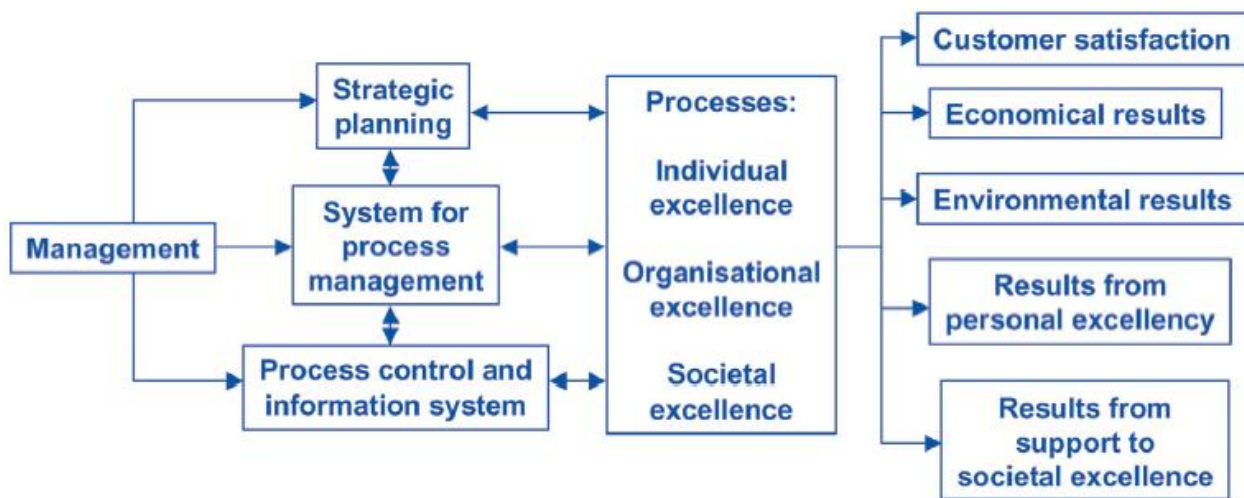 Management
Strategic
planning
System for
process
management
Process control and
information system
Processes:
Individual
excellence
Organisational
excellence
Societal
excellence
Customer satisfaction
Economical results
Environmental results
Results from
personal excellency
Results from
support to
societal excellence